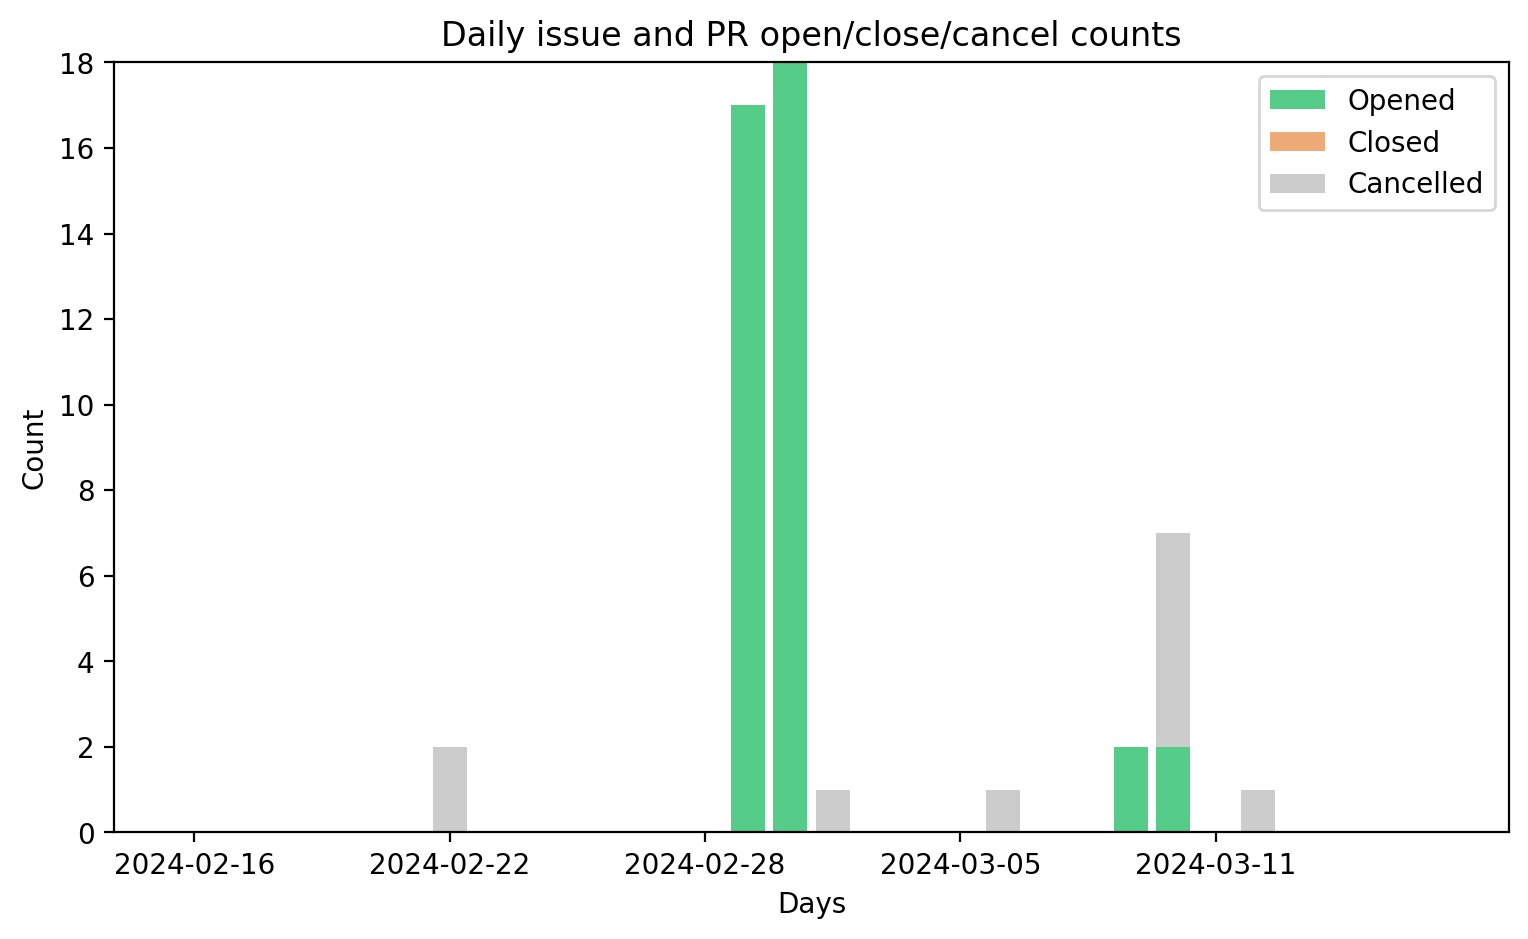 Daily issue and PR open/close/cancel counts
18
16
14
12
10
8
6
4
2
0
Count
Opened
Closed
Cancelled
2024-02-16
2024-02-22
2024-02-28
2024-03-05
2024-03-11
Days